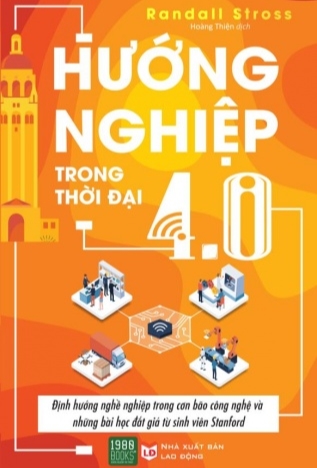 Randall Stross
Hoàng Thiện dịch
HƯỚNG
NGHIỆP
TRONG
THỜI ĐẠI
4.0
Định hướng nghề nghiệp trong cơn bão công nghệ và
những bài học đắt giá từ sinh viên Stanford
1980
BOOKS
LĐ
NHÀ XUẤT BẢN
LAO ĐỘNG